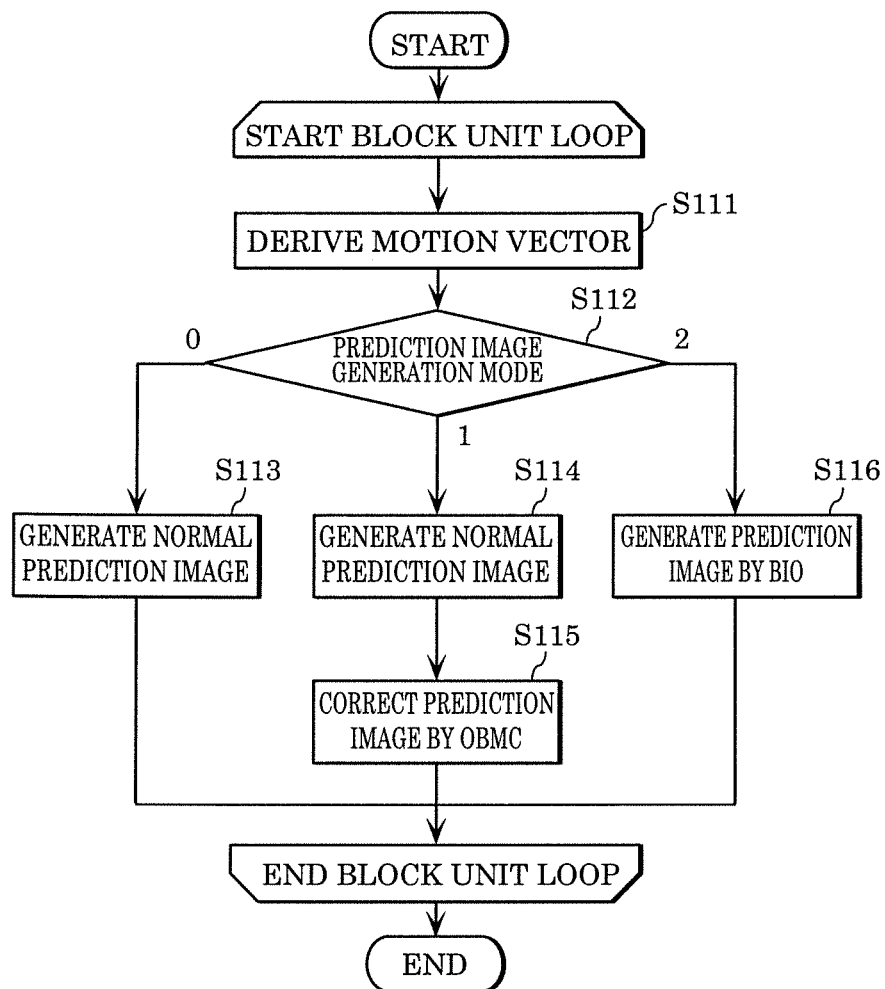 START
START BLOCK UNIT LOOP
S111
DERIVE MOTION VECTOR
S112
0
PREDICTION IMAGE
GENERATION MODE
2
1
S113
GENERATE NORMAL
PREDICTION IMAGE
S114
GENERATE NORMAL
PREDICTION IMAGE
S116
GENERATE PREDICTION
IMAGE BY BIO
S115
CORRECT PREDICTION
IMAGE BY OBMC
END BLOCK UNIT LOOP
END